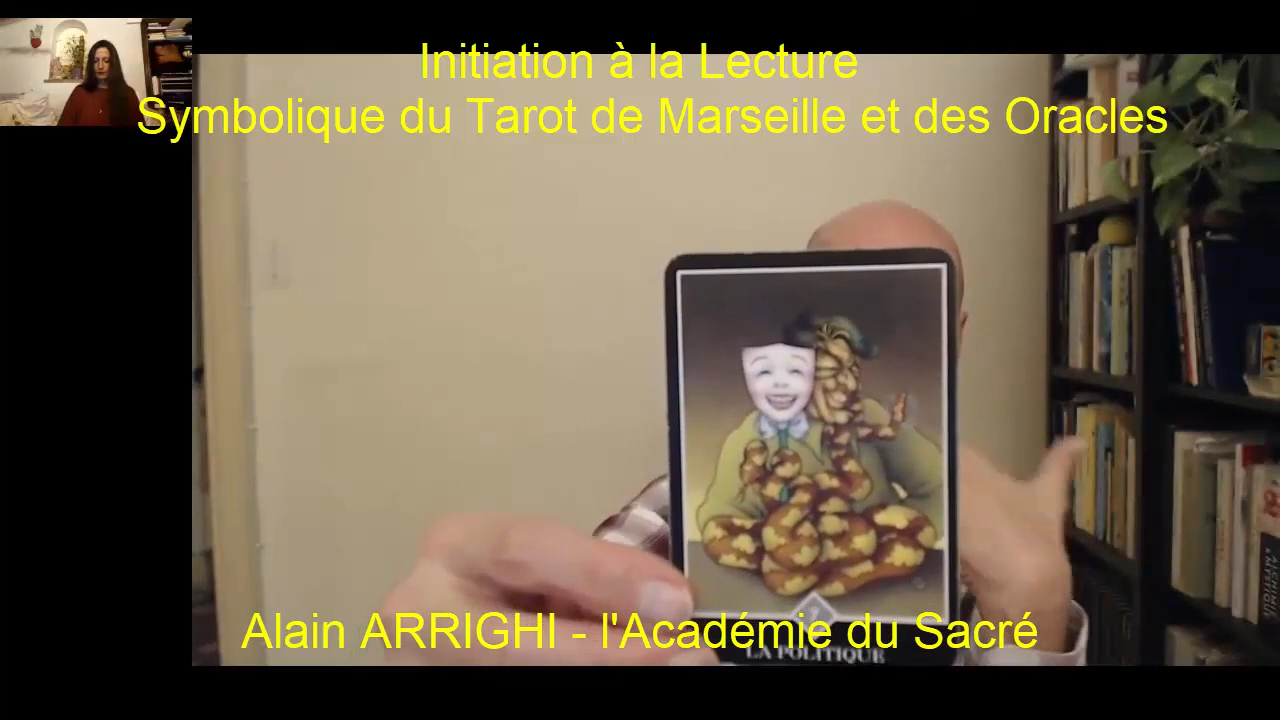 Initiation à la Lecture
Symbolique du Tarot de Marseille et des Oracles
Alain ARRIGHI - l'Académie du Sacré
LA POLITIQUE